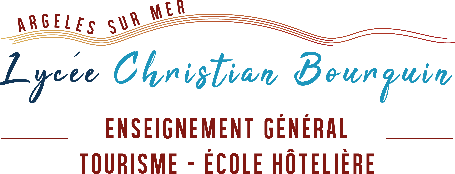 ARGELES SUR MER
Lycée Christian Bourquin
ENSEIGNEMENT GÉNÉRAL
TOURISME - ÉCOLE HÔTELIÈRE